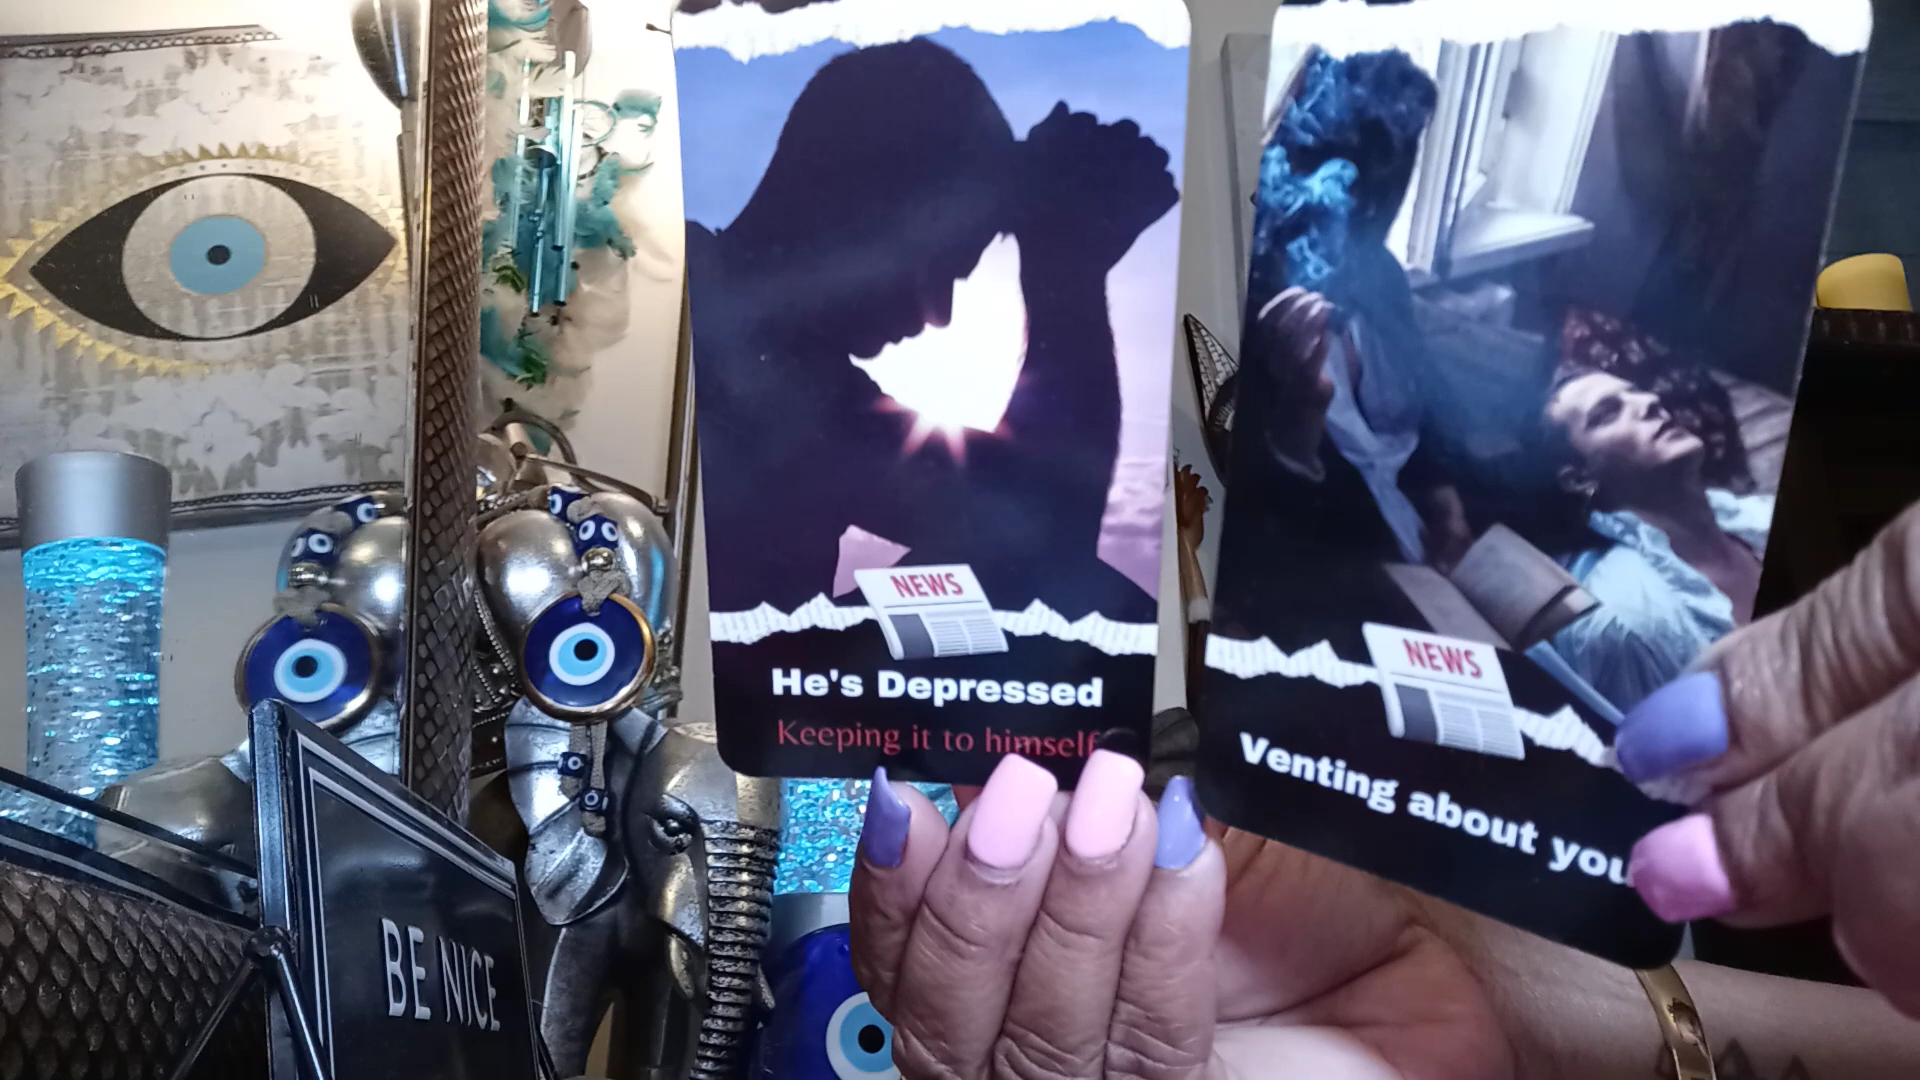 NEWS
He's Depressed
Keeping it to himself
NEWS
Venting about you
BE NICE